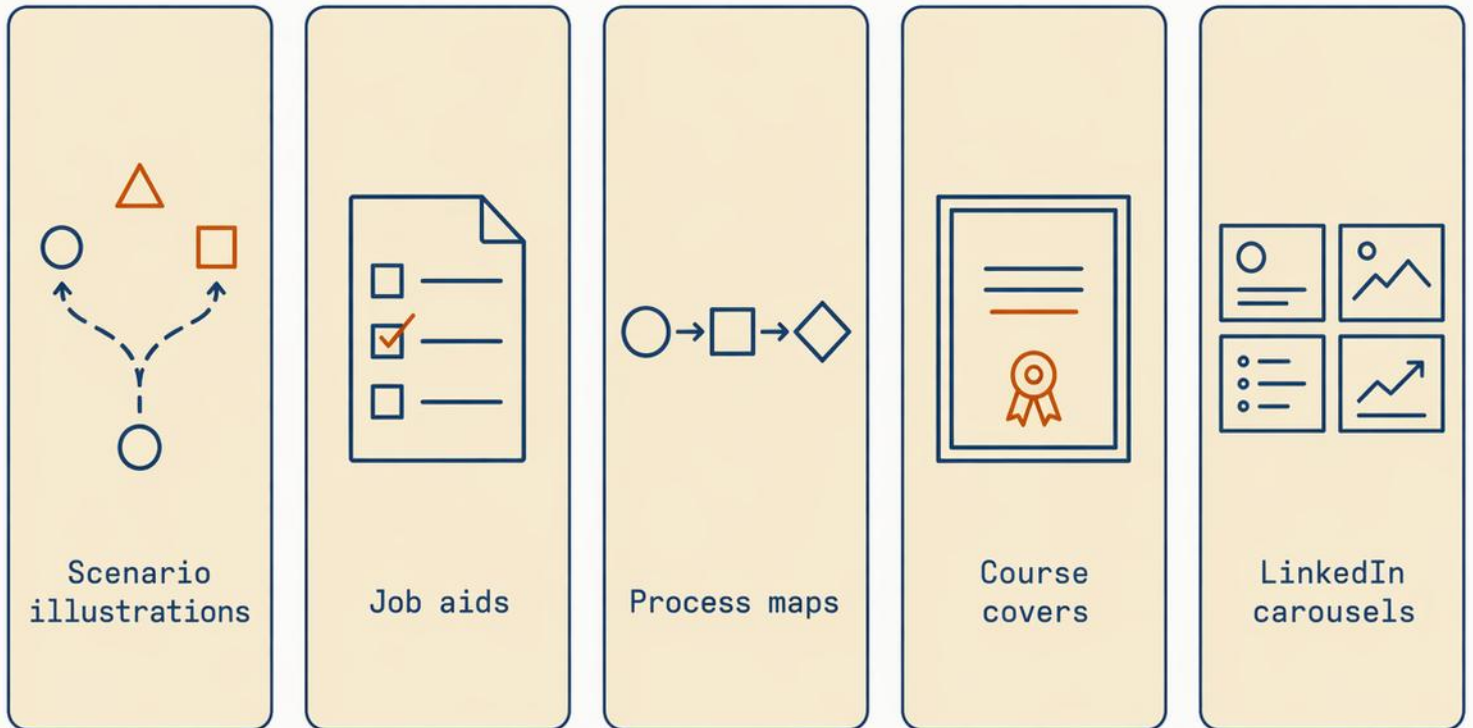 Scenario
illustrations
Job aids
Process maps
Course
covers
LinkedIn
carousels